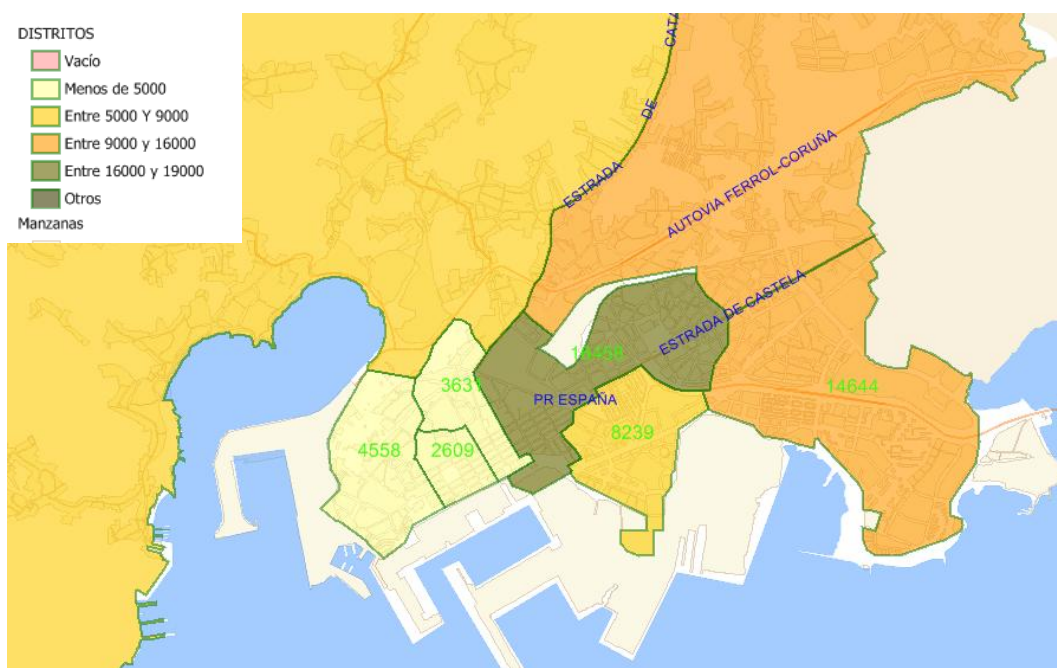 DISTRITOS
Vacío
Menos de 5000
Entre 5000 Y 9000
Entre 9000 y 16000
Entre 16000 y 19000
Otros
Manzanas
ESTRADA DE CATA
AUTOVIA FERROL-CORUÑA
ESTRADA DE CASTELA
PR ESPAÑA
3631
4558
2609
8239
14644